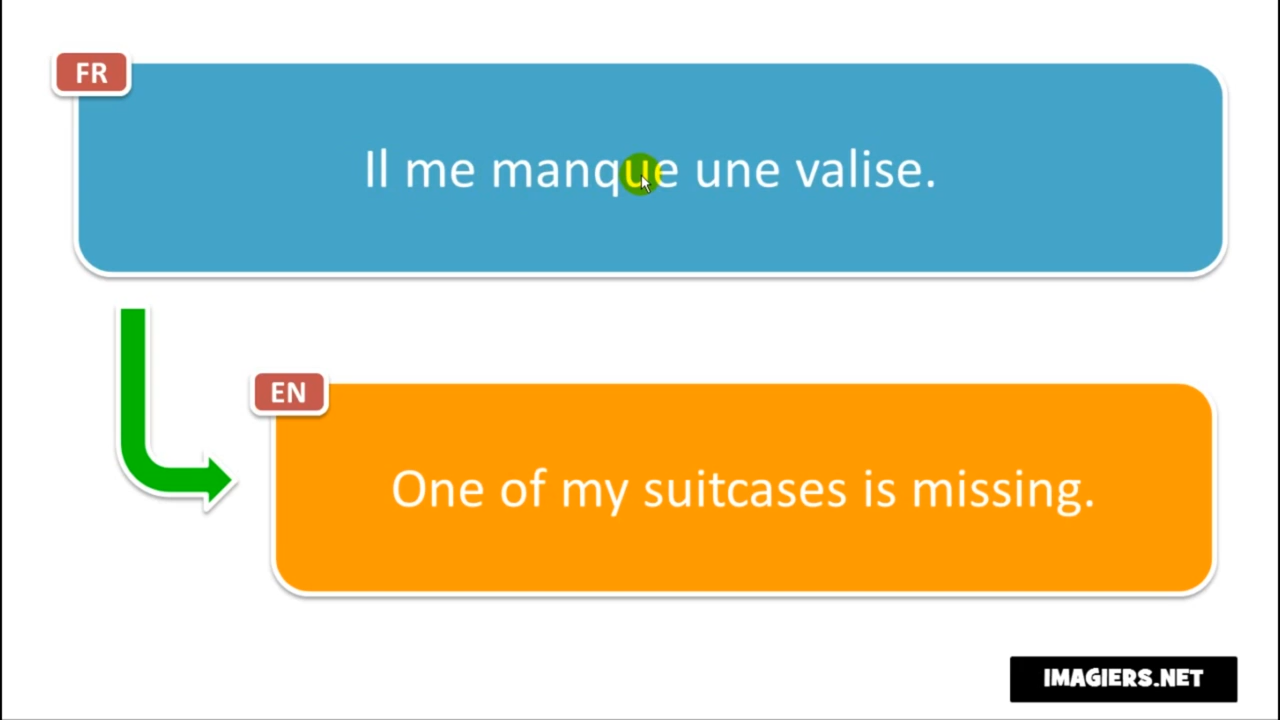 FR
Il me manque une valise.
EN
One of my suitcases is missing.
IMAGIERS.NET